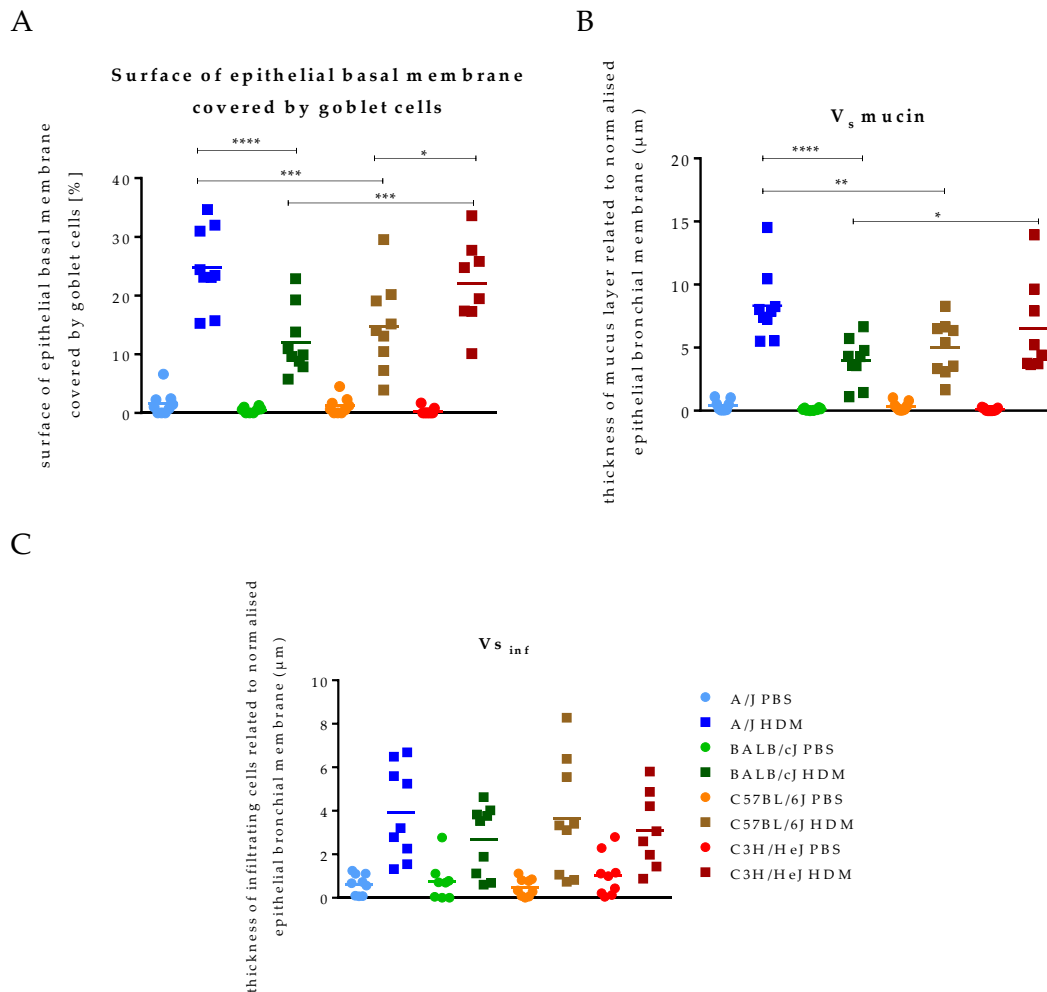 A
Surface of epithelial basal membrane
covered by goblet cells
surface of epithelial basal membrane
covered by goblet cells [%]
****
*
***
***
40
30
20
10
0
B
V s mucin
thickness of mucus layer related to normalised
epithelial bronchial membrane (µm)
****
**
*
20
15
10
5
0
C
Vs inf
thickness of infiltrating cells related to normalised
epithelial bronchial membrane (µm)
10
8
6
4
2
0
A/J PBS
A/J HDM
BALB/cJ PBS
BALB/cJ HDM
C57BL/6J PBS
C57BL/6J HDM
C3H/HeJ PBS
C3H/HeJ HDM